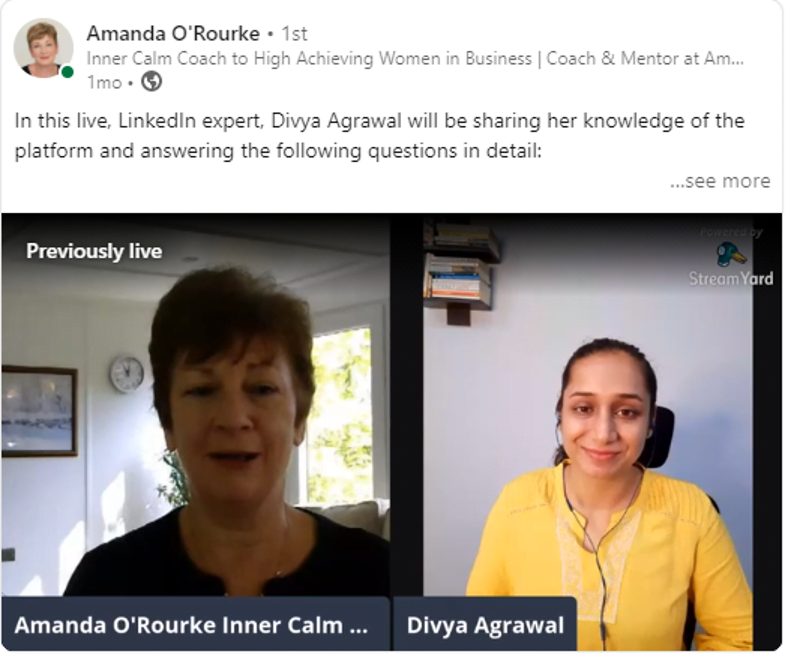 Amanda O'Rourke • 1st
Inner Calm Coach to High Achieving Women in Business | Coach & Mentor at Am...
1mo •
In this live, LinkedIn expert, Divya Agrawal will be sharing her knowledge of the
platform and answering the following questions in detail:
...see more
Previously live
Powered by
StreamYard
Amanda O'Rourke Inner Calm ...
Divya Agrawal